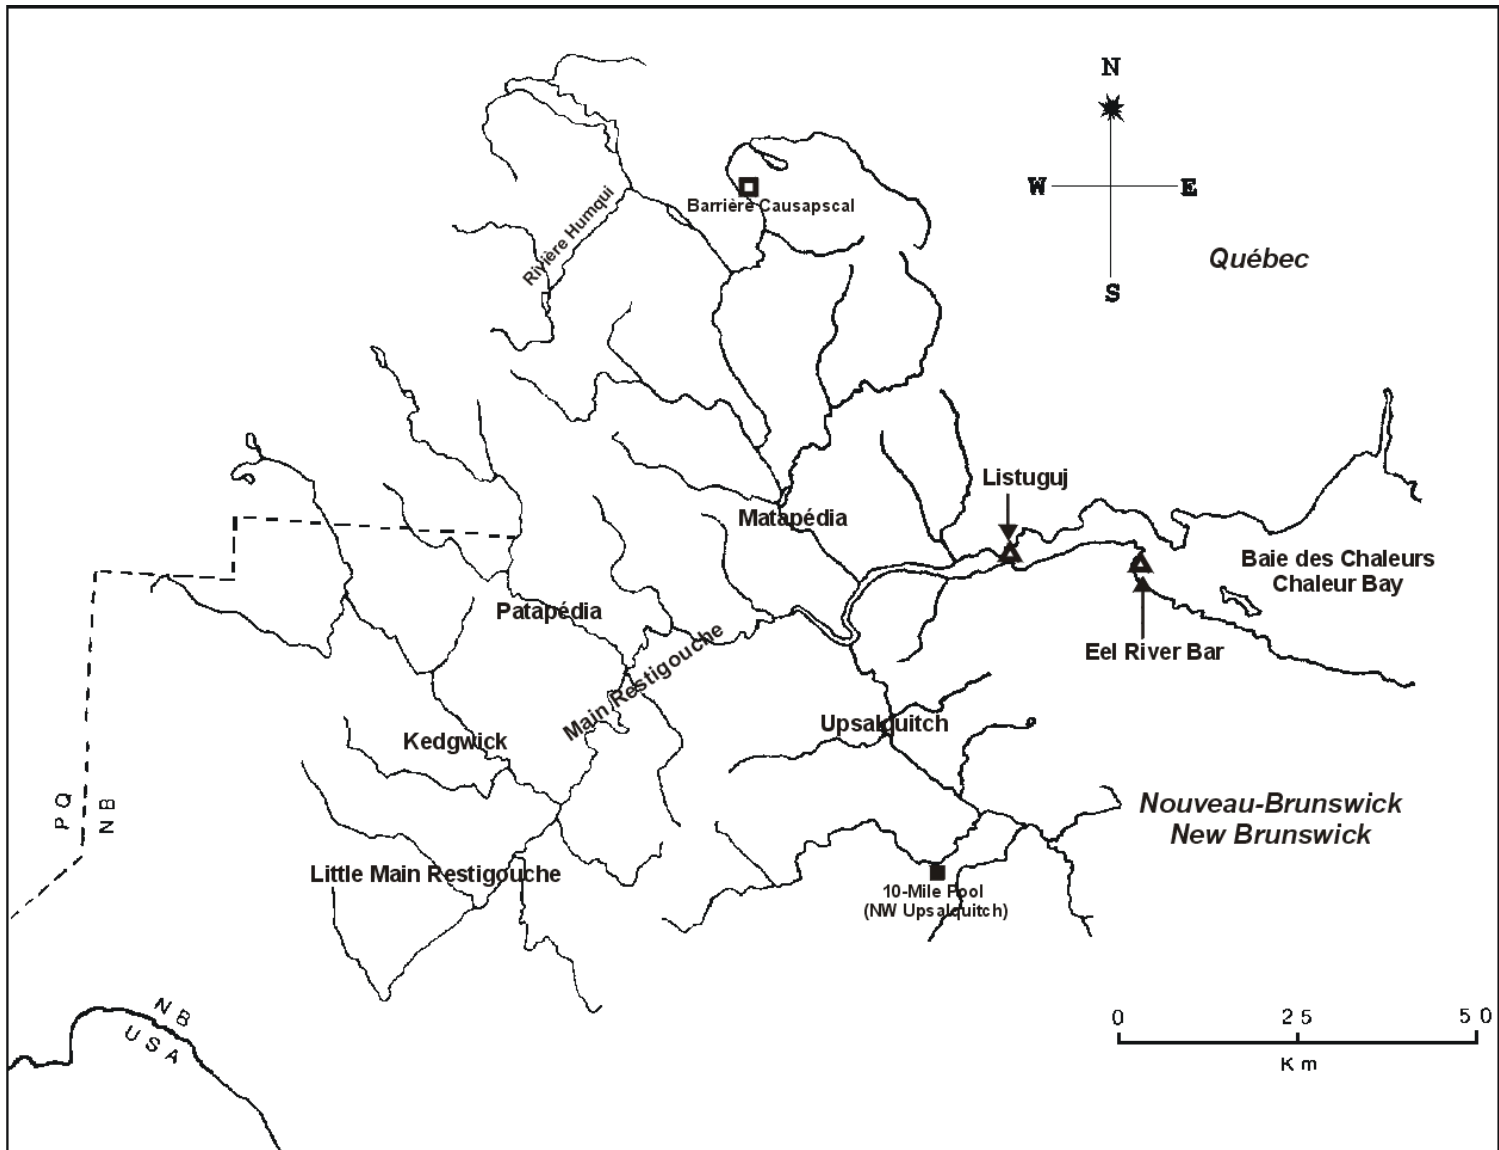 N
W
E
S
Québec
Barrière Causapscal
Rivière Humqui
Listuguj
Matapédia
Baie des Chaleurs
Chaleur Bay
Patapédia
Main Restigouche
Eel River Bar
Upsalquitch
Kedgwick
PQ
NB
Nouveau-Brunswick
New Brunswick
Little Main Restigouche
10-Mile Pool
(NW Upsalquitch)
NB
USA
0 25 50
Km